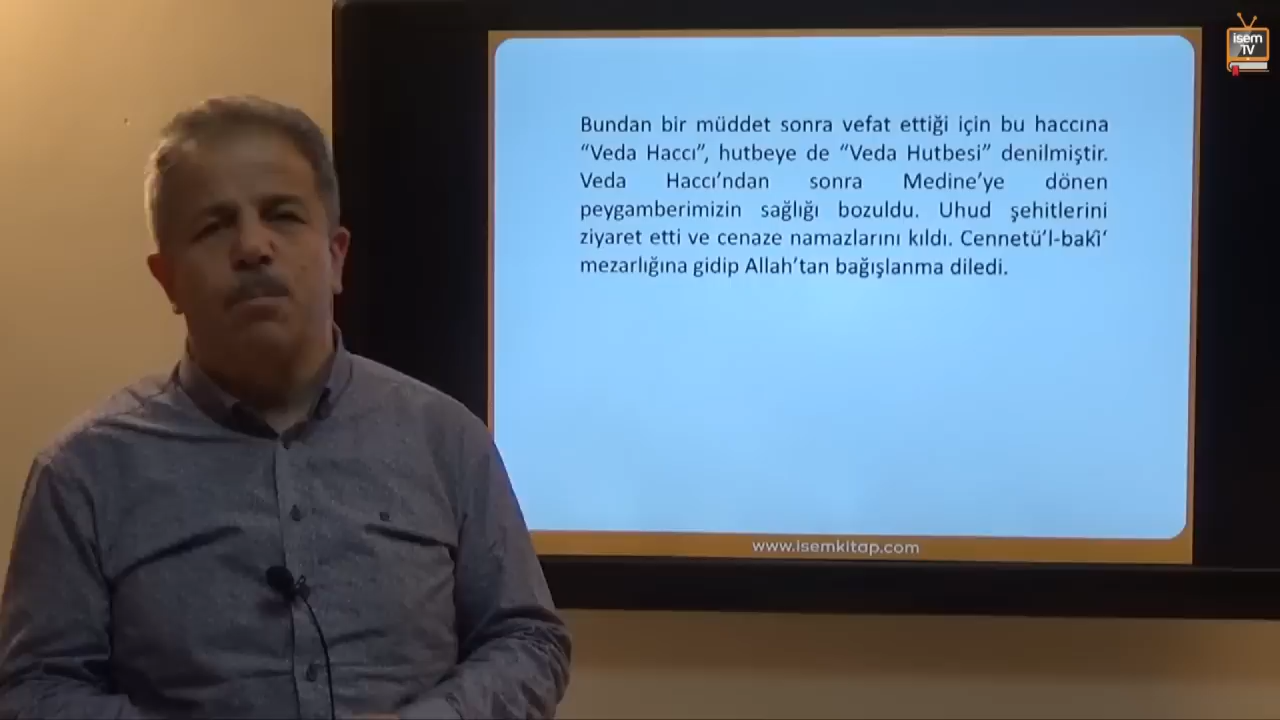 isem
TV
Bundan bir müddet sonra vefat ettiği için bu haccına
“Veda Haccı”, hutbeye de “Veda Hutbesi” denilmiştir.
Veda Haccı’ndan sonra Medine’ye dönen
peygamberimizin sağlığı bozuldu. Uhud şehitlerini
ziyaret etti ve cenaze namazlarını kıldı. Cennetü’l-bakî‘
mezarlığına gidip Allah’tan bağışlanma diledi.
www.isemkitap.com